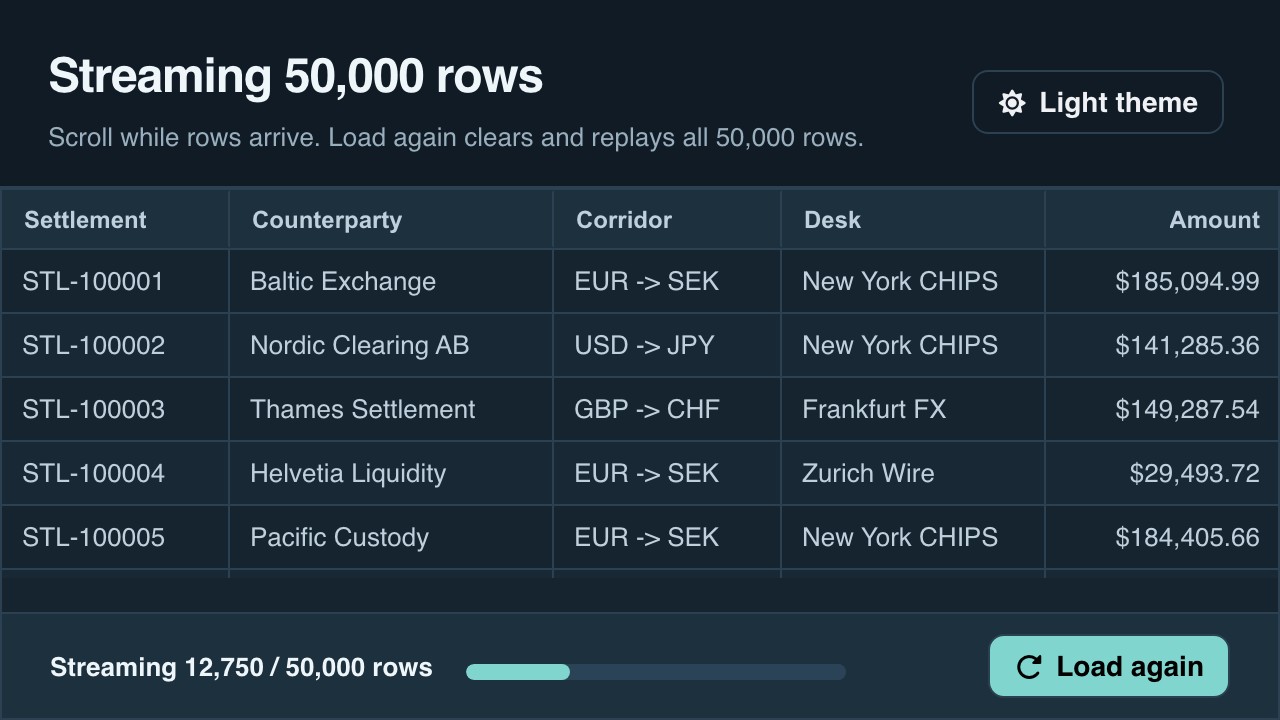 Streaming 50,000 rows
Scroll while rows arrive. Load again clears and replays all 50,000 rows.
Light theme
Settlement Counterparty Corridor Desk Amount
STL-100001 Baltic Exchange EUR -> SEK New York CHIPS $185,094.99
STL-100002 Nordic Clearing AB USD -> JPY New York CHIPS $141,285.36
STL-100003 Thames Settlement GBP -> CHF Frankfurt FX $149,287.54
STL-100004 Helvetia Liquidity EUR -> SEK Zurich Wire $29,493.72
STL-100005 Pacific Custody EUR -> SEK New York CHIPS $184,405.66
Streaming 12,750 / 50,000 rows
Load again